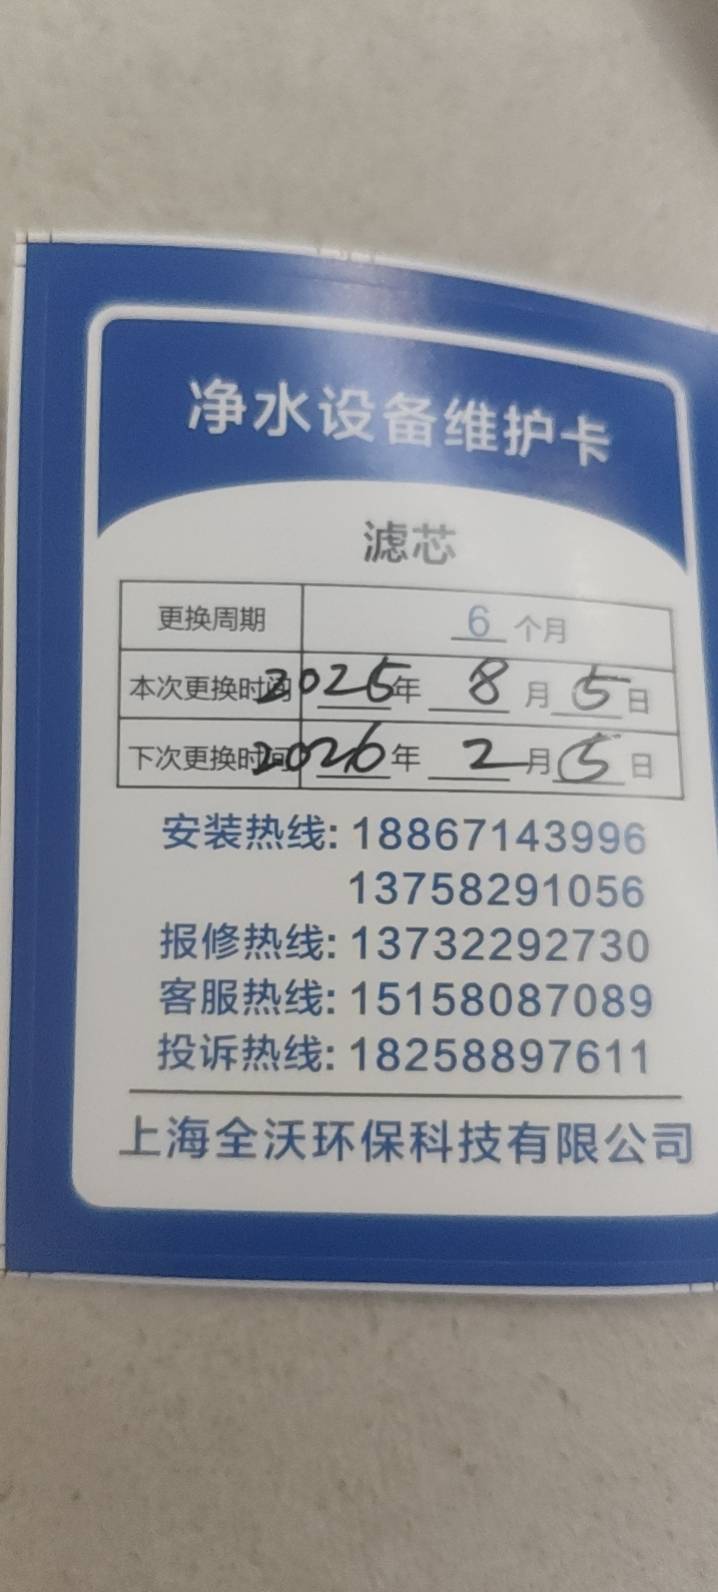 净水设备维护卡
滤芯
更换周期 6 个月
本次更换时间 2025 年 8 月 5 日
下次更换时间 2026 年 2 月 5 日
安装热线: 18867143996
13758291056
报修热线: 13732292730
客服热线: 15158087089
投诉热线: 18258897611
上海全沃环保科技有限公司